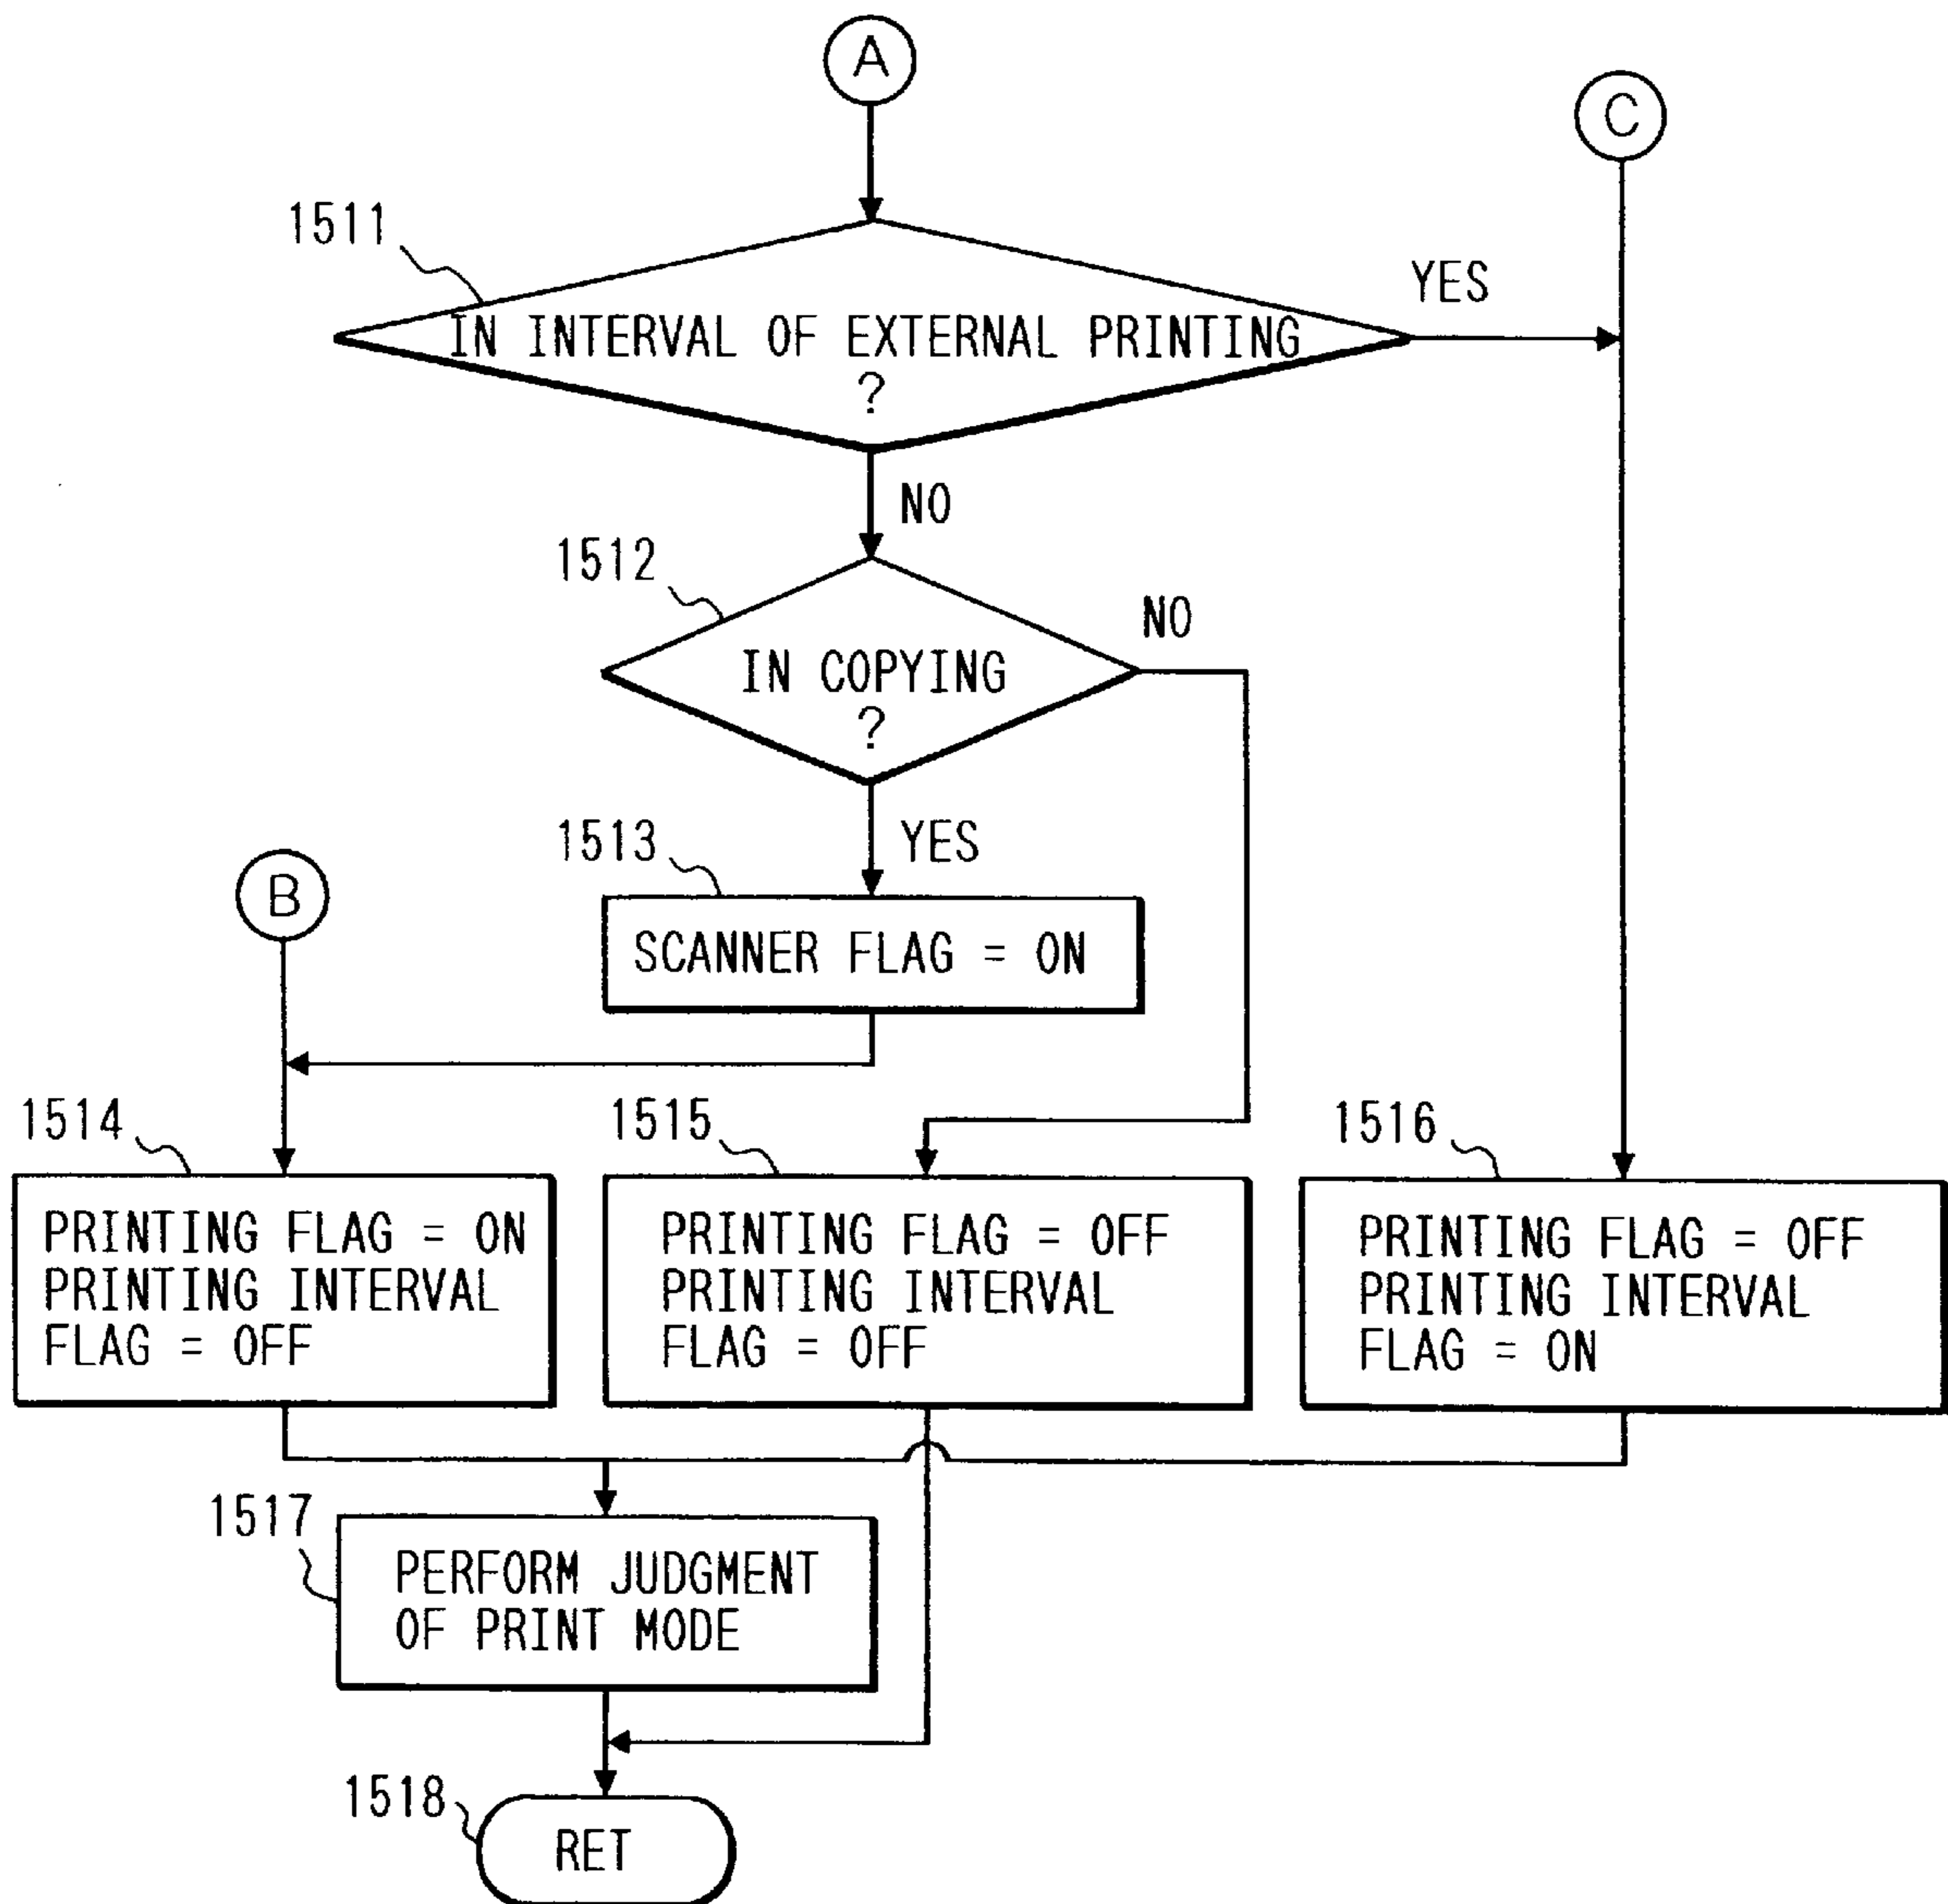 A
C
1511
YES
IN INTERVAL OF EXTERNAL PRINTING
?
NO
1512
NO
IN COPYING
?
1513
YES
B
SCANNER FLAG = ON
1514
1515
1516
PRINTING FLAG = ON
PRINTING INTERVAL
FLAG = OFF
PRINTING FLAG = OFF
PRINTING INTERVAL
FLAG = OFF
PRINTING FLAG = OFF
PRINTING INTERVAL
FLAG = ON
1517
PERFORM JUDGMENT
OF PRINT MODE
1518
RET